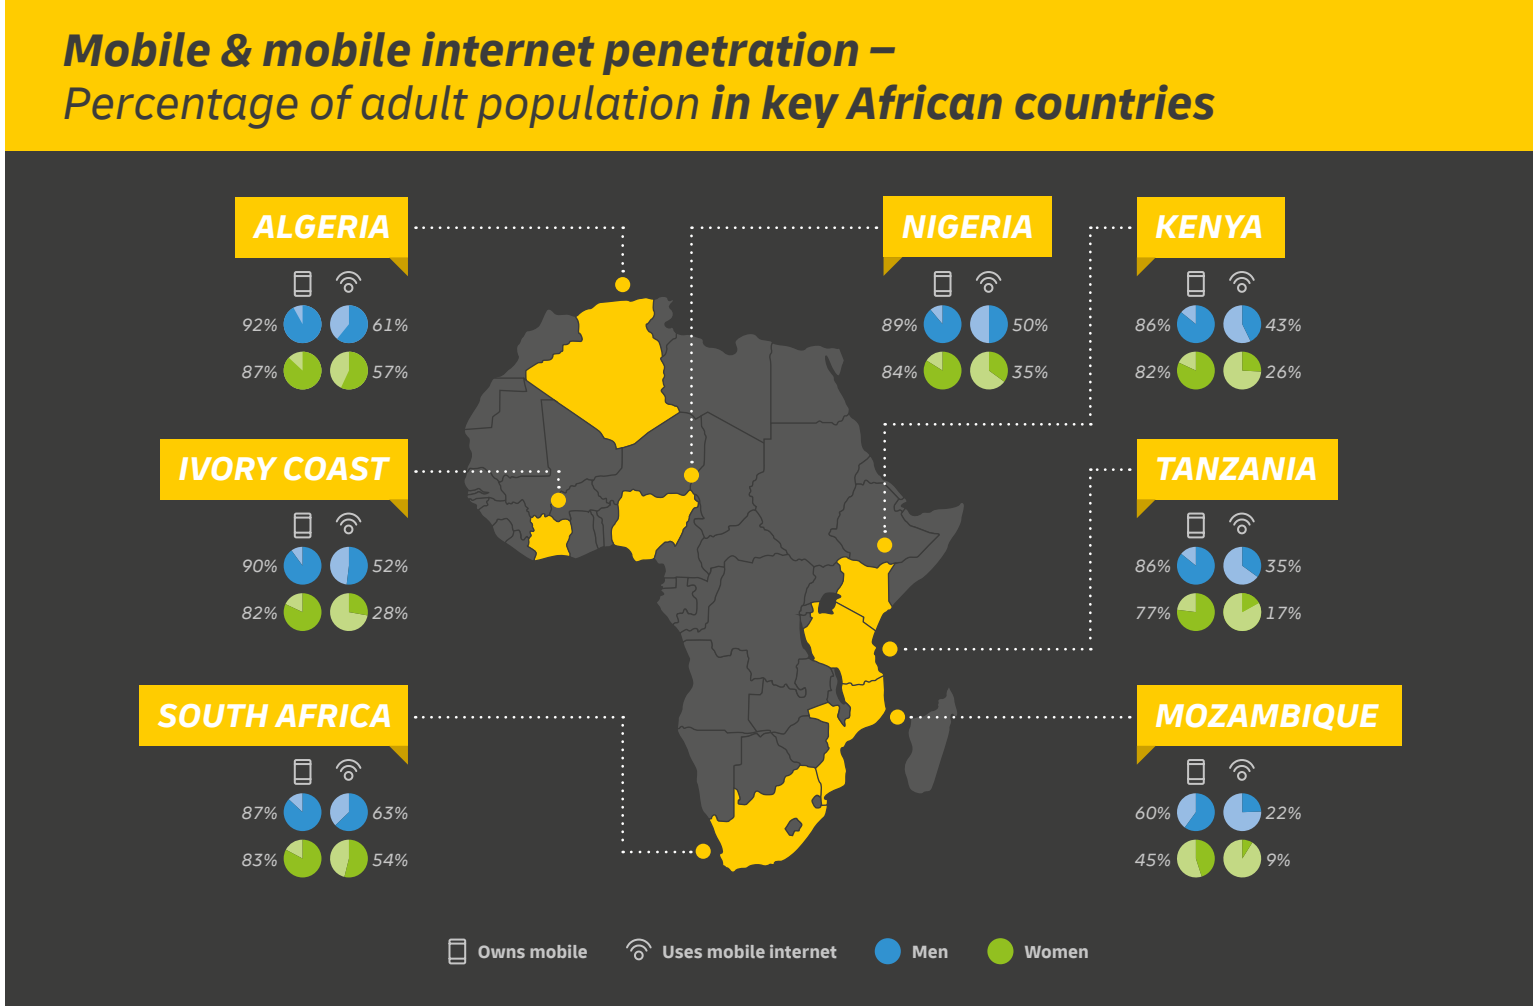 Mobile & mobile internet penetration –
Percentage of adult population in key African countries
ALGERIA
92% 61%
87% 57%
NIGERIA
89% 50%
84% 35%
KENYA
86% 43%
82% 26%
IVORY COAST
90% 52%
82% 28%
TANZANIA
86% 35%
77% 17%
SOUTH AFRICA
87% 63%
83% 54%
MOZAMBIQUE
60% 22%
45% 9%
Owns mobile Uses mobile internet Men Women